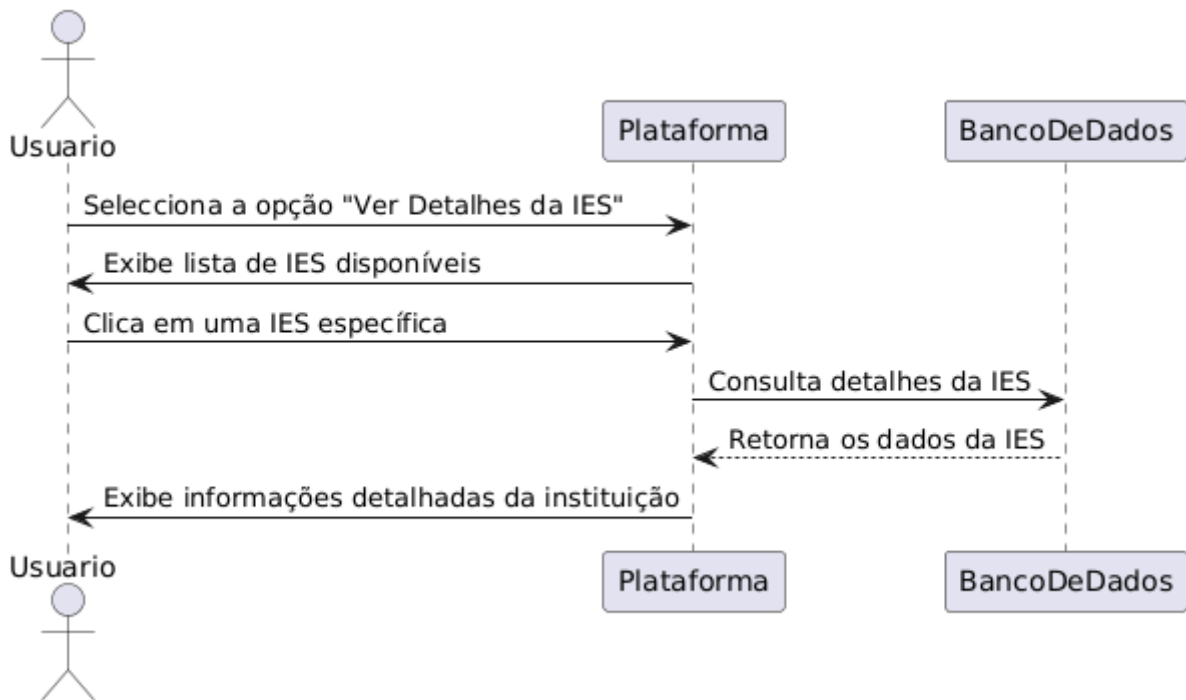 Usuario
Plataforma
BancoDeDados
Selecciona a opção "Ver Detalhes da IES"
Exibe lista de IES disponíveis
Clica em uma IES específica
Consulta detalhes da IES
Retorna os dados da IES
Exibe informações detalhadas da instituição
Usuario
Plataforma
BancoDeDados